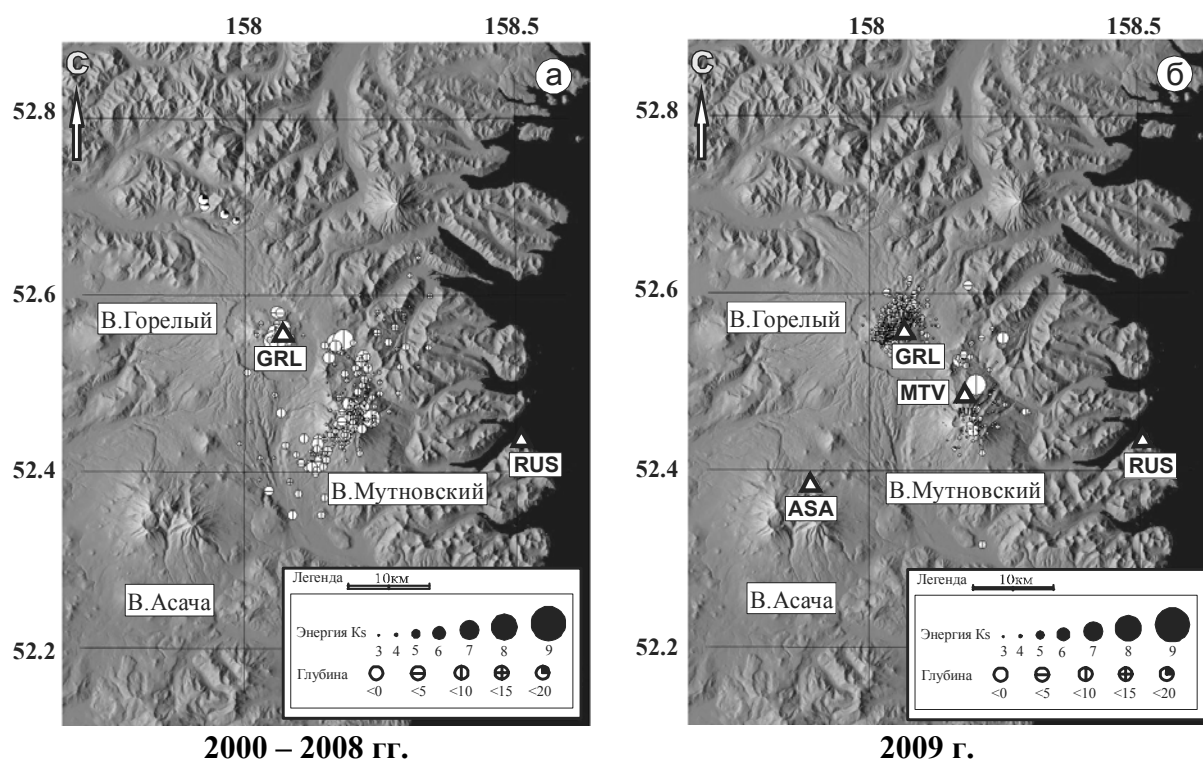 158
158.5
С
а
52.8
52.6
52.4
52.2
В.Горелый
GRL
RUS
В.Мутновский
В.Асача
Легенда
10км
Энергия Ks
3 4 5 6 7 8 9
Глубина
<0 <5 <10 <15 <20
2000 – 2008 гг.
158
158.5
С
б
52.8
52.6
52.4
52.2
В.Горелый
GRL
MTV
RUS
В.Мутновский
ASA
В.Асача
Легенда
10км
Энергия Ks
3 4 5 6 7 8 9
Глубина
<0 <5 <10 <15 <20
2009 г.